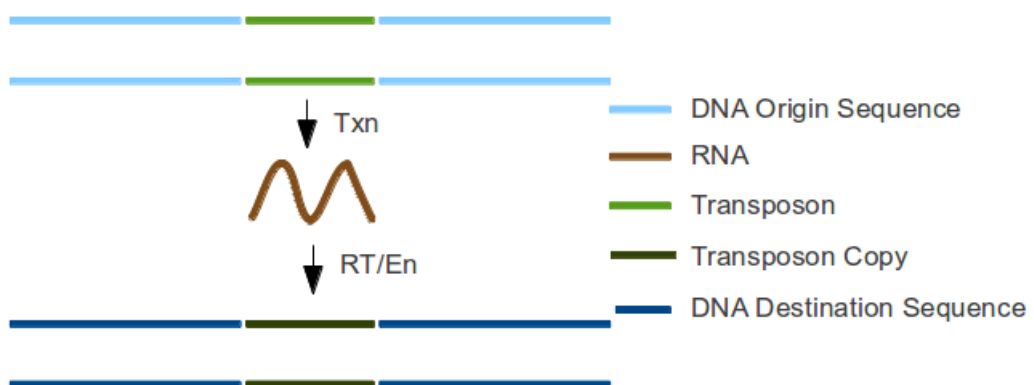 Txn
RT/En
DNA Origin Sequence
RNA
Transposon
Transposon Copy
DNA Destination Sequence